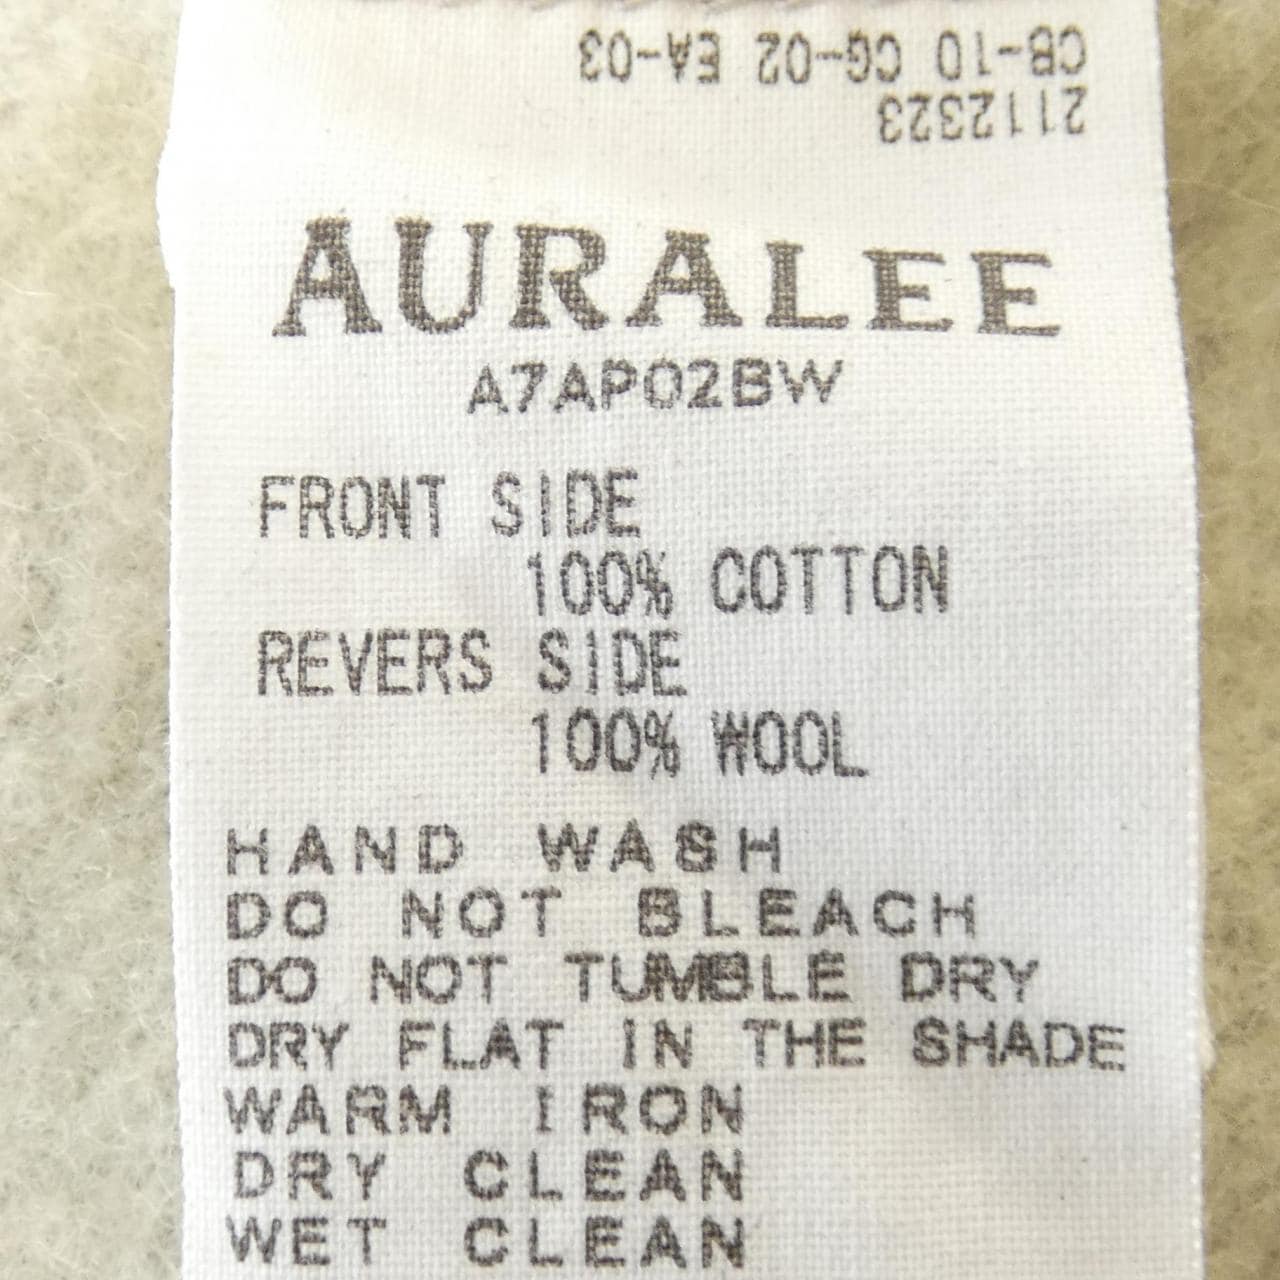 CB-10 CG-02 EA-03
2112323
AURALEE
A7AP02BW
FRONT SIDE
100% COTTON
REVERS SIDE
100% WOOL
HAND WASH
DO NOT BLEACH
DO NOT TUMBLE DRY
DRY FLAT IN THE SHADE
WARM IRON
DRY CLEAN
WET CLEAN